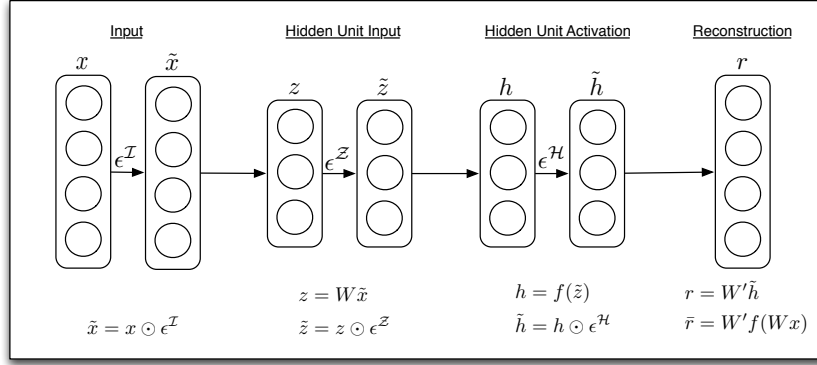 Input Hidden Unit Input Hidden Unit Activation Reconstruction
x x̃ z z̃ h h̃ r
ϵ^ℐ ϵ^𝒵 ϵ^ℋ
z = Wx̃ h = f(z̃) r = W′h̃
x̃ = x ⊙ ϵ^ℐ z̃ = z ⊙ ϵ^𝒵 h̃ = h ⊙ ϵ^ℋ r̄ = W′f(Wx)